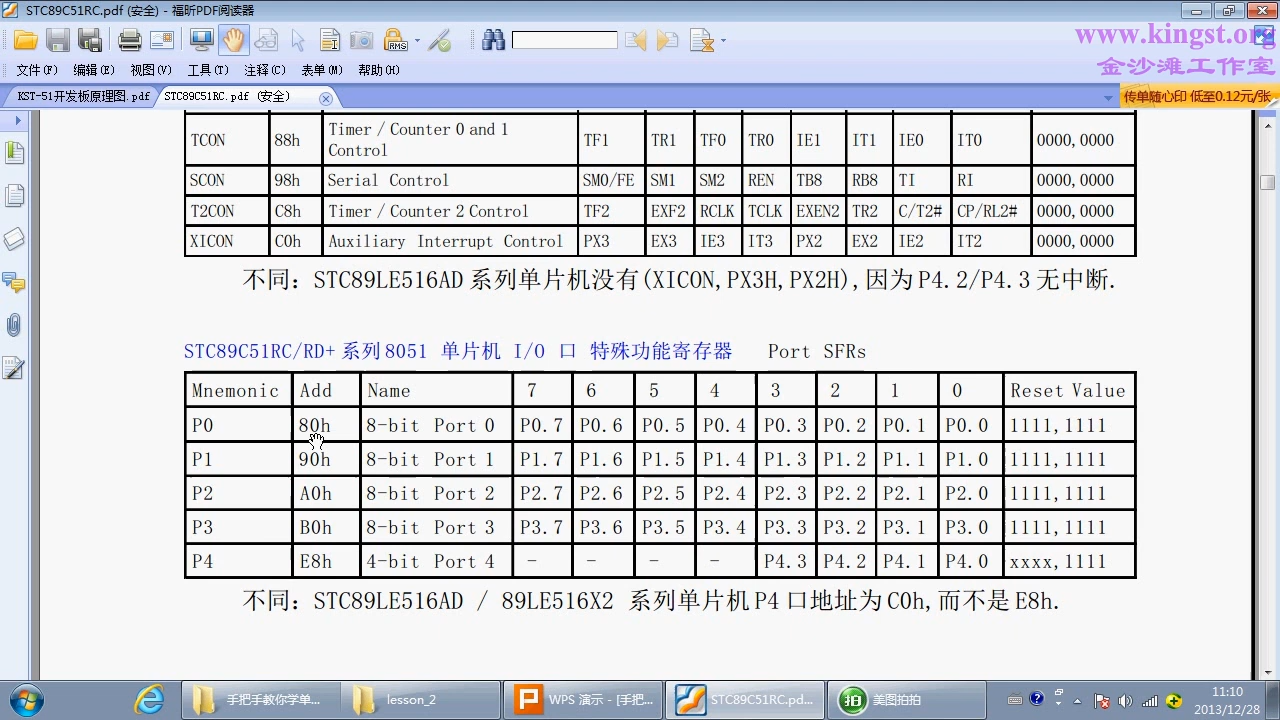 STC89C51RC.pdf (安全) - 福昕PDF阅读器
www.kingst.org
金沙滩工作室
文件(F) 编辑(E) 视图(V) 工具(T) 注释(C) 表单(M) 帮助(H)
KST-51开发板原理图.pdf STC89C51RC.pdf (安全) 传单随心印 低至0.12元/张
TCON 88h Timer / Counter 0 and 1 Control TF1 TR1 TF0 TR0 IE1 IT1 IE0 IT0 0000,0000
SCON 98h Serial Control SM0/FE SM1 SM2 REN TB8 RB8 TI RI 0000,0000
T2CON C8h Timer / Counter 2 Control TF2 EXF2 RCLK TCLK EXEN2 TR2 C/T2# CP/RL2# 0000,0000
XICON C0h Auxiliary Interrupt Control PX3 EX3 IE3 IT3 PX2 EX2 IE2 IT2 0000,0000
不同: STC89LE516AD 系列单片机没有(XICON,PX3H,PX2H),因为P4.2/P4.3无中断.
STC89C51RC/RD+ 系列8051 单片机 I/O 口 特殊功能寄存器 Port SFRs
Mnemonic Add Name 7 6 5 4 3 2 1 0 Reset Value
P0 80h 8-bit Port 0 P0.7 P0.6 P0.5 P0.4 P0.3 P0.2 P0.1 P0.0 1111,1111
P1 90h 8-bit Port 1 P1.7 P1.6 P1.5 P1.4 P1.3 P1.2 P1.1 P1.0 1111,1111
P2 A0h 8-bit Port 2 P2.7 P2.6 P2.5 P2.4 P2.3 P2.2 P2.1 P2.0 1111,1111
P3 B0h 8-bit Port 3 P3.7 P3.6 P3.5 P3.4 P3.3 P3.2 P3.1 P3.0 1111,1111
P4 E8h 4-bit Port 4 - - - - P4.3 P4.2 P4.1 P4.0 xxxx,1111
不同: STC89LE516AD / 89LE516X2 系列单片机P4口地址为C0h,而不是E8h.
手把手教你学单... lesson_2 WPS 演示 - [手把... STC89C51RC.pd... 美图拍拍 11:10
2013/12/28